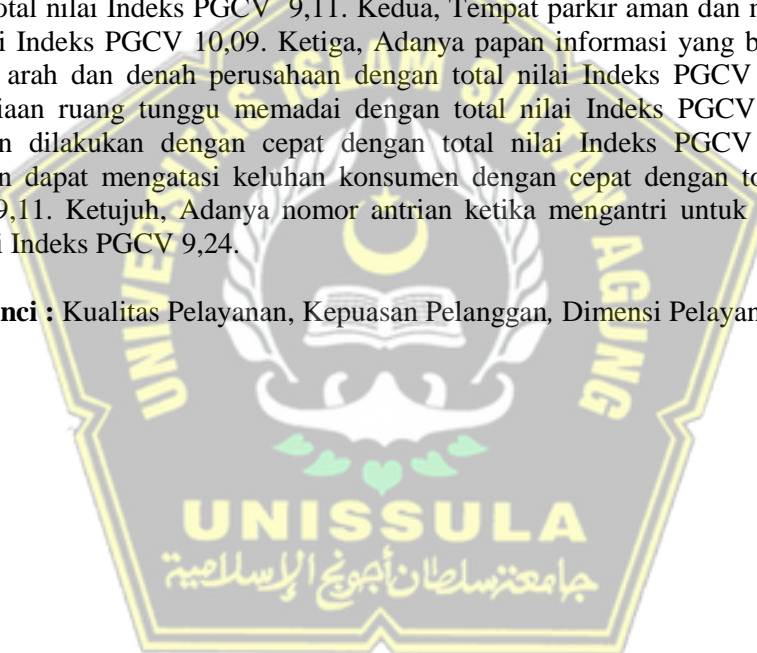 otal nilai Indeks PGCV 9,11. Kedua, Tempat parkir aman dan
i Indeks PGCV 10,09. Ketiga, Adanya papan informasi yang
arah dan denah perusahaan dengan total nilai Indeks PGCV
iaan ruang tunggu memadai dengan total nilai Indeks PGCV
n dilakukan dengan cepat dengan total nilai Indeks PGCV
n dapat mengatasi keluhan konsumen dengan cepat dengan
9,11. Ketujuh, Adanya nomor antrian ketika mengantri untuk
i Indeks PGCV 9,24.
nci : Kualitas Pelayanan, Kepuasan Pelanggan, Dimensi Pelayan
UNIVERSITAS ISLAM SULTAN AGUNG
UNISSULA
جامعة سلطان أجونج الإسلامية